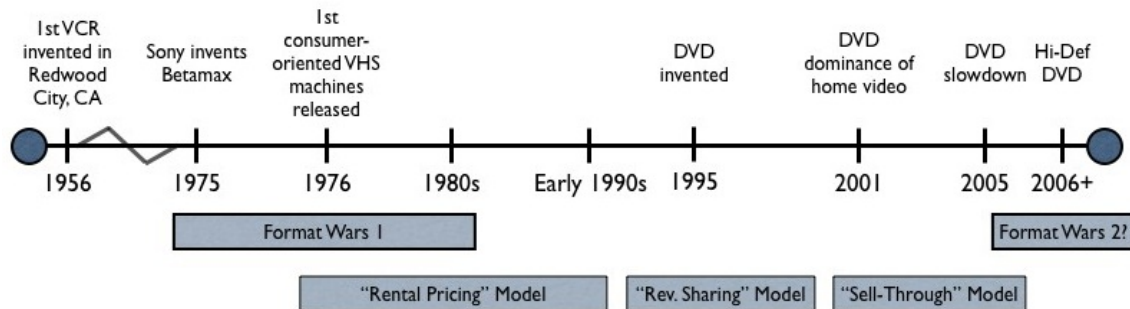 1st VCR
invented in
Redwood
City, CA
Sony invents
Betamax
1st
consumer-
oriented VHS
machines
released
DVD
invented
DVD
dominance of
home video
DVD
slowdown
Hi-Def
DVD
1956
1975
1976
1980s
Early 1990s
1995
2001
2005
2006+
Format Wars 1
Format Wars 2?
"Rental Pricing" Model
"Rev. Sharing" Model
"Sell-Through" Model